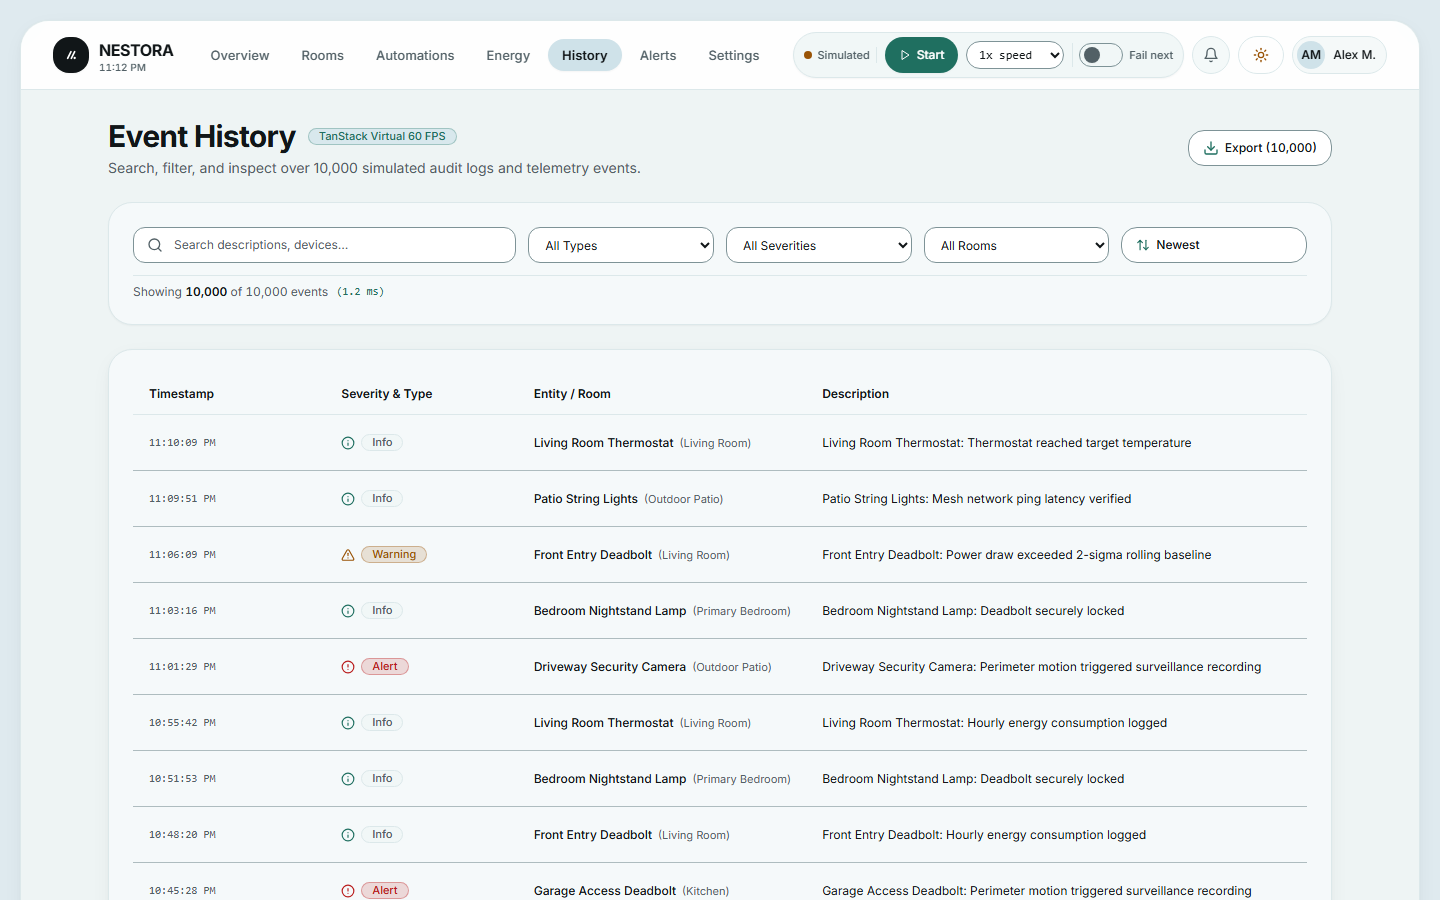 NESTORA
11:12 PM
Overview Rooms Automations Energy History Alerts Settings
Simulated Start 1x speed Fail next AM Alex M.
Event History TanStack Virtual 60 FPS
Search, filter, and inspect over 10,000 simulated audit logs and telemetry events.
Export (10,000)
Search descriptions, devices... All Types All Severities All Rooms Newest
Showing 10,000 of 10,000 events (1.2 ms)
Timestamp Severity & Type Entity / Room Description
11:10:09 PM Info Living Room Thermostat (Living Room) Living Room Thermostat: Thermostat reached target temperature
11:09:51 PM Info Patio String Lights (Outdoor Patio) Patio String Lights: Mesh network ping latency verified
11:06:09 PM Warning Front Entry Deadbolt (Living Room) Front Entry Deadbolt: Power draw exceeded 2-sigma rolling baseline
11:03:16 PM Info Bedroom Nightstand Lamp (Primary Bedroom) Bedroom Nightstand Lamp: Deadbolt securely locked
11:01:29 PM Alert Driveway Security Camera (Outdoor Patio) Driveway Security Camera: Perimeter motion triggered surveillance recording
10:55:42 PM Info Living Room Thermostat (Living Room) Living Room Thermostat: Hourly energy consumption logged
10:51:53 PM Info Bedroom Nightstand Lamp (Primary Bedroom) Bedroom Nightstand Lamp: Deadbolt securely locked
10:48:20 PM Info Front Entry Deadbolt (Living Room) Front Entry Deadbolt: Hourly energy consumption logged
10:45:28 PM Alert Garage Access Deadbolt (Kitchen) Garage Access Deadbolt: Perimeter motion triggered surveillance recording